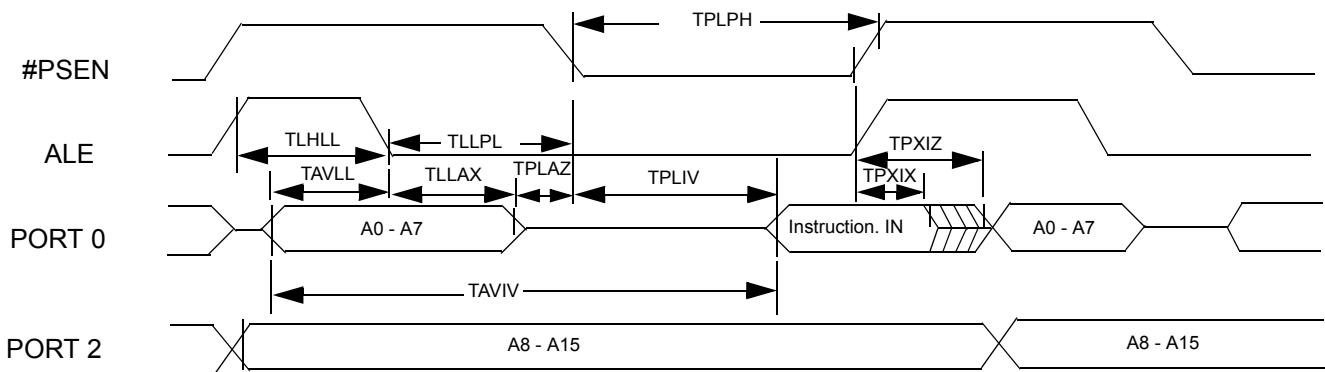 TPLPH
#PSEN
ALE
TLHLL
TLLPL
TPXIZ
TAVLL
TLLAX
TPLAZ
TPLIV
TPXIX
PORT 0
A0 - A7
Instruction. IN
A0 - A7
TAVIV
PORT 2
A8 - A15
A8 - A15